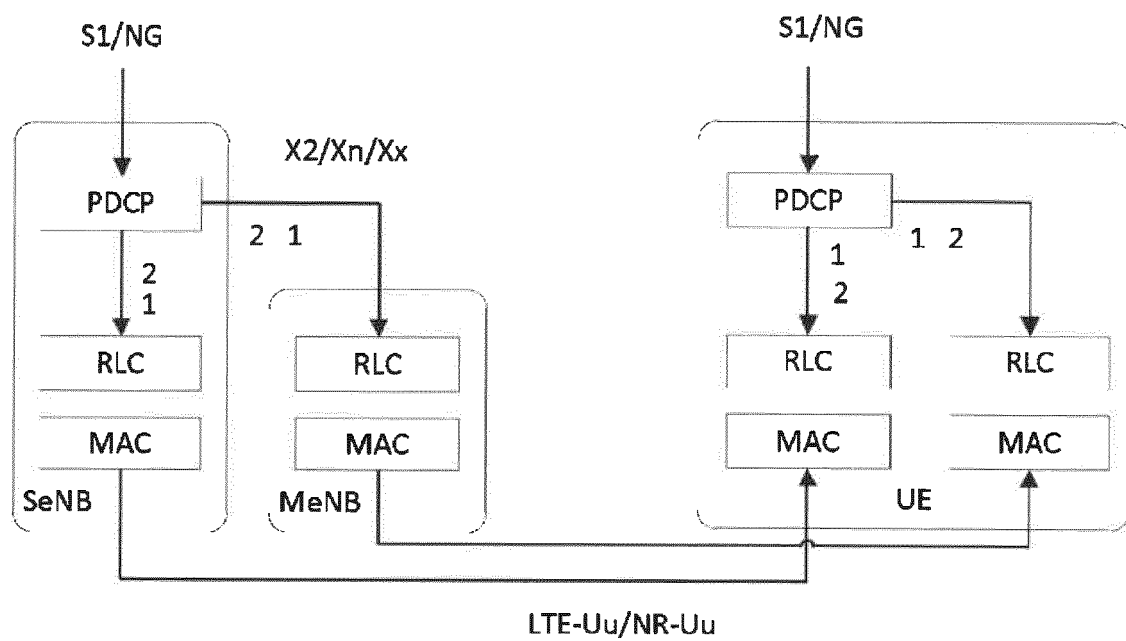 S1/NG
S1/NG
X2/Xn/Xx
PDCP
PDCP
2 1
1 2
2
1
1
2
RLC
RLC
RLC
RLC
MAC
MAC
MAC
MAC
SeNB
MeNB
UE
LTE-Uu/NR-Uu